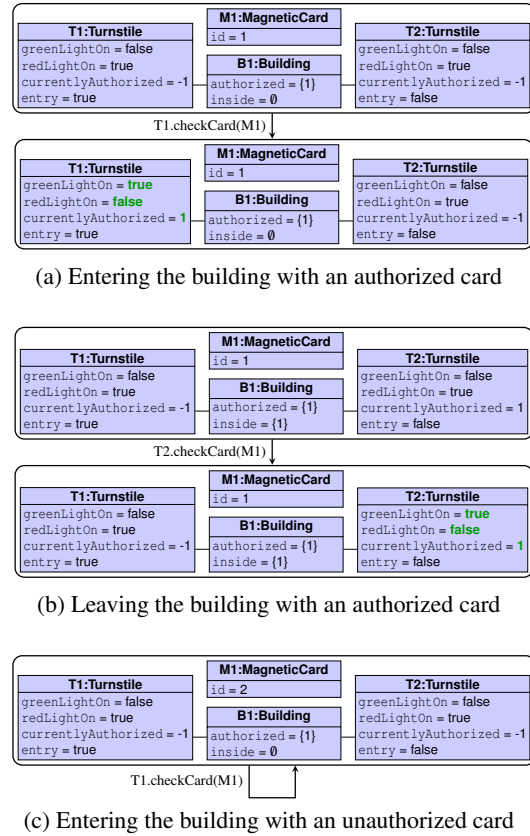 M1:MagneticCard
id = 1
T1:Turnstile
greenLightOn = false
redLightOn = true
currentlyAuthorized = -1
entry = true
B1:Building
authorized = {1}
inside = ∅
T2:Turnstile
greenLightOn = false
redLightOn = true
currentlyAuthorized = -1
entry = false
T1.checkCard(M1)
T1:Turnstile
greenLightOn = true
redLightOn = false
currentlyAuthorized = 1
entry = true
M1:MagneticCard
id = 1
B1:Building
authorized = {1}
inside = ∅
T2:Turnstile
greenLightOn = false
redLightOn = true
currentlyAuthorized = -1
entry = false
(a) Entering the building with an authorized card
T1:Turnstile
greenLightOn = false
redLightOn = true
currentlyAuthorized = -1
entry = true
M1:MagneticCard
id = 1
B1:Building
authorized = {1}
inside = {1}
T2:Turnstile
greenLightOn = false
redLightOn = true
currentlyAuthorized = 1
entry = false
T2.checkCard(M1)
T1:Turnstile
greenLightOn = false
redLightOn = true
currentlyAuthorized = -1
entry = true
M1:MagneticCard
id = 1
B1:Building
authorized = {1}
inside = {1}
T2:Turnstile
greenLightOn = true
redLightOn = false
currentlyAuthorized = 1
entry = false
(b) Leaving the building with an authorized card
T1:Turnstile
greenLightOn = false
redLightOn = true
currentlyAuthorized = -1
entry = true
M1:MagneticCard
id = 2
B1:Building
authorized = {1}
inside = ∅
T2:Turnstile
greenLightOn = false
redLightOn = true
currentlyAuthorized = -1
entry = false
T1.checkCard(M1)
(c) Entering the building with an unauthorized card